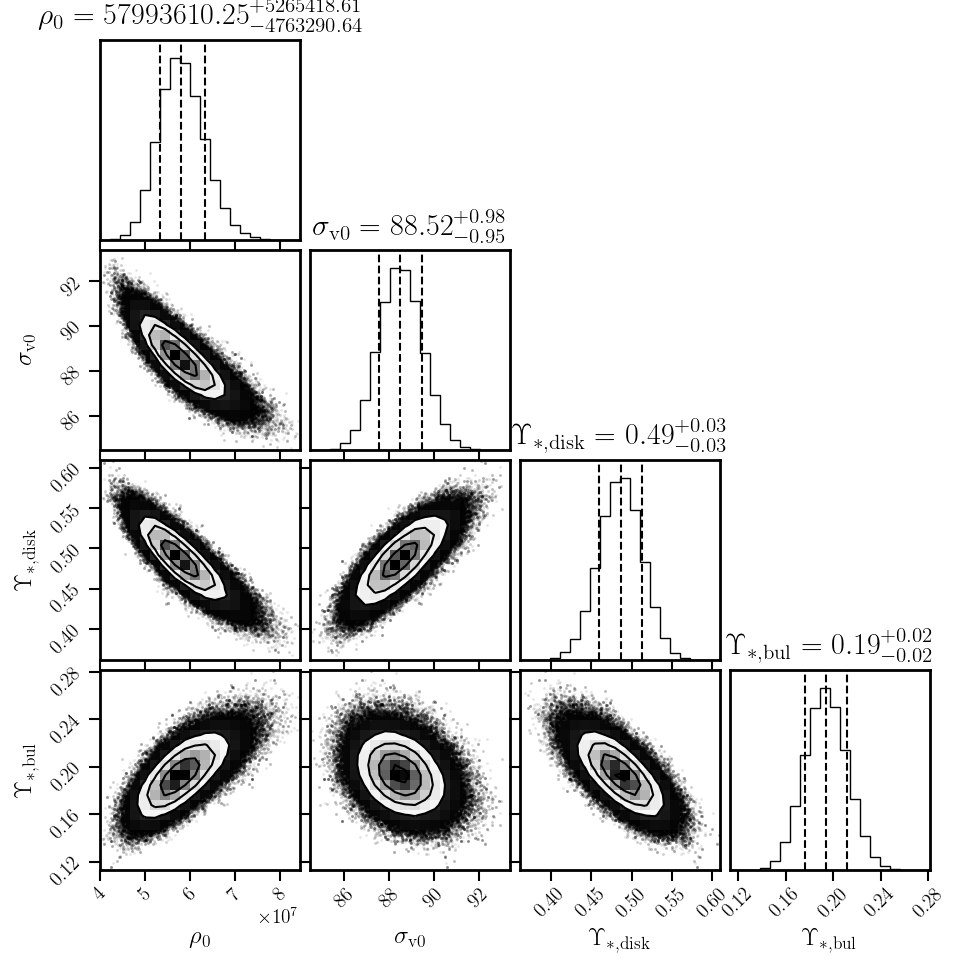 ρ₀ = 57993610.25⁺⁵²⁶⁵⁴¹⁸·⁶¹₋₄₇₆₃₂₉₀.₆₄
σᵥ₀ = 88.52⁺⁰·⁹⁸₋₀.₉₅
92
90
88
86
σᵥ₀
ϒ*,disk = 0.49⁺⁰·⁰³₋₀.₀₃
0.60
0.55
0.50
0.45
0.40
ϒ*,disk
ϒ*,bul = 0.19⁺⁰·⁰²₋₀.₀₂
0.28
0.24
0.20
0.16
0.12
ϒ*,bul
4 5 6 7 8
×10⁷
ρ₀
86 88 90 92
σᵥ₀
0.40 0.45 0.50 0.55 0.60
ϒ*,disk
0.12 0.16 0.20 0.24 0.28
ϒ*,bul